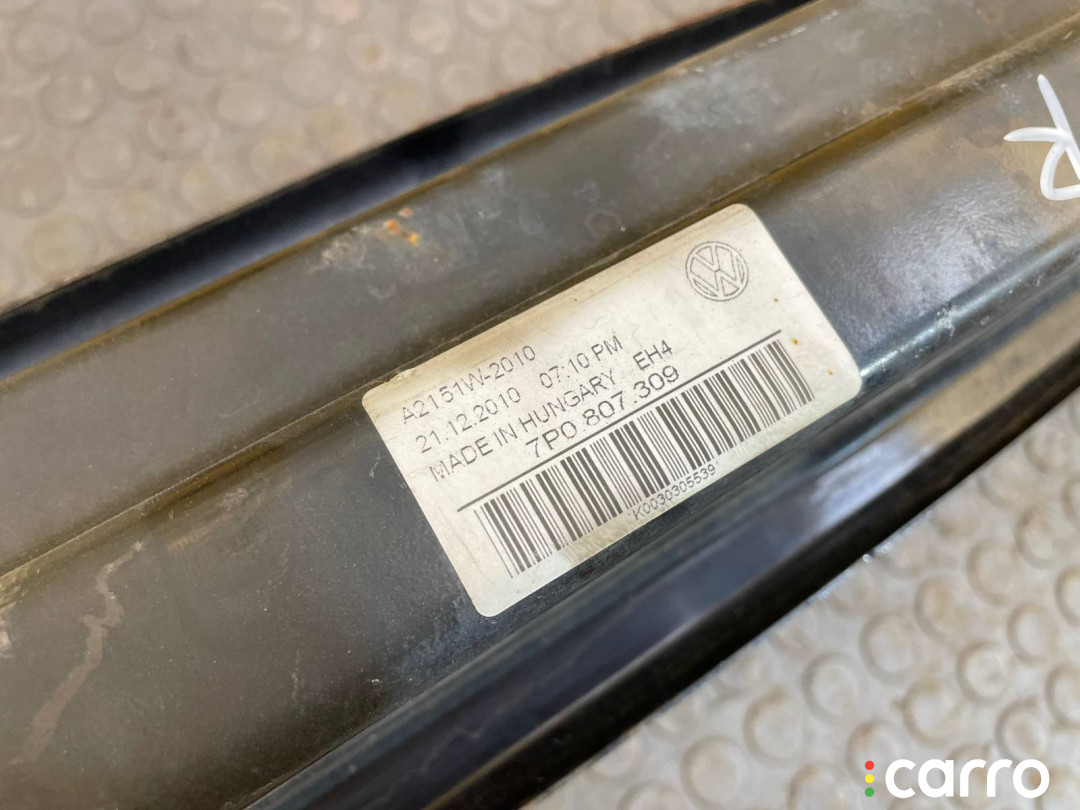 A2151W-2010
21.12.2010 07:10 PM
MADE IN HUNGARY EH4
7P0 807.309
K0030305539
R
carro